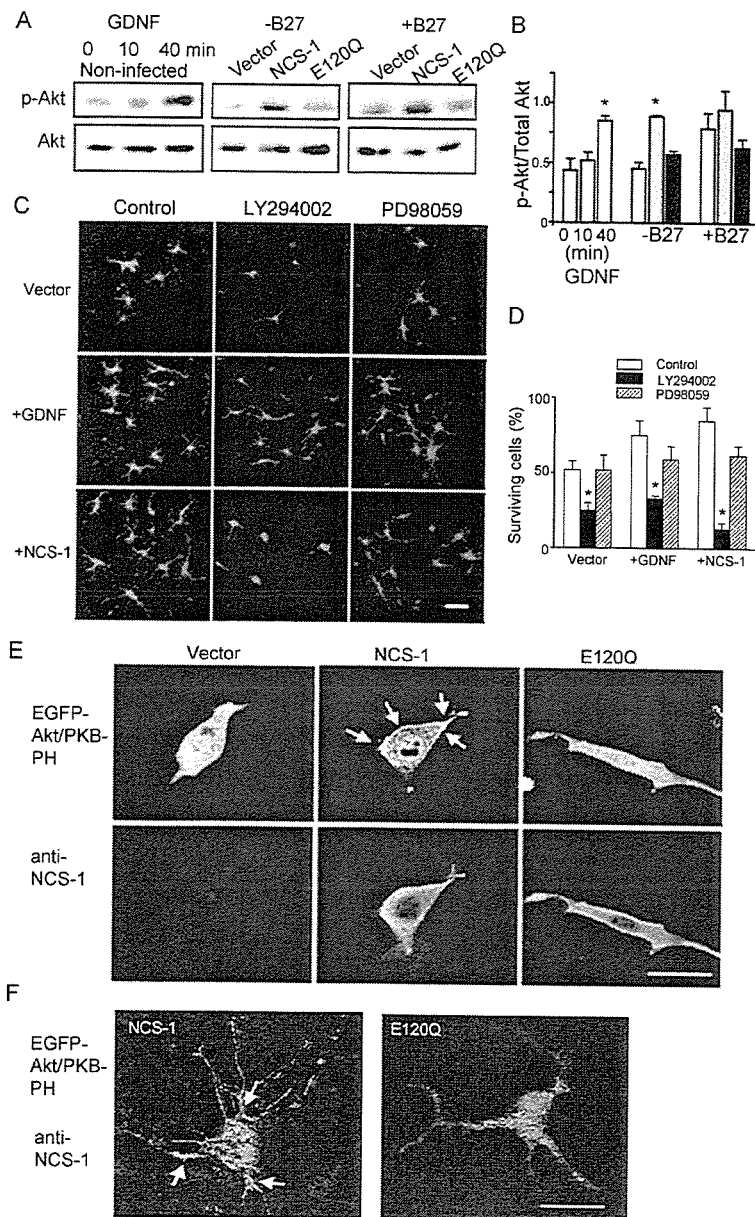 A
GDNF
-B27
+B27
0 10 40 min
Non-infected
Vector
NCS-1
E120Q
Vector
NCS-1
E120Q
p-Akt
Akt
B
p-Akt/Total Akt
1.0
0.5
0
*
*
0 10 40
(min)
GDNF
-B27
+B27
C
Control
LY294002
PD98059
Vector
+GDNF
+NCS-1
D
Control
LY294002
PD98059
Surviving cells (%)
100
50
0
*
*
*
Vector
+GDNF
+NCS-1
E
Vector
NCS-1
E120Q
EGFP-
Akt/PKB-
PH
anti-
NCS-1
F
EGFP-
Akt/PKB-
PH
anti-
NCS-1
NCS-1
E120Q